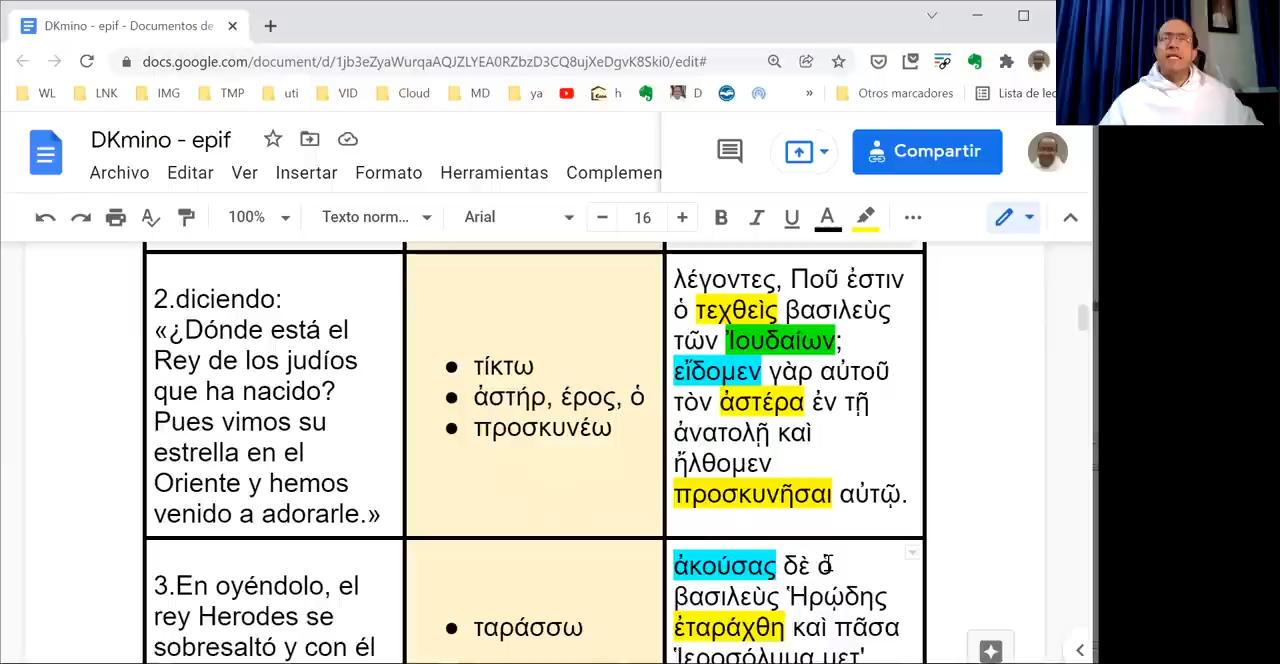 DKmino - epif - Documentos de
docs.google.com/document/d/1jb3eZyaWurqaAQJZLYEA0RZbzD3CQ8ujXeDgvK8Ski0/edit#
WL LNK IMG TMP uti VID Cloud MD ya h D » Otros marcadores Lista de lec
DKmino - epif
Archivo Editar Ver Insertar Formato Herramientas Complemen
Compartir
100% Texto norm... Arial − 16 + B I U A
2.diciendo:
«¿Dónde está el
Rey de los judíos
que ha nacido?
Pues vimos su
estrella en el
Oriente y hemos
venido a adorarle.»
● τίκτω
● ἀστήρ, έρος, ὁ
● προσκυνέω
λέγοντες, Ποῦ ἐστιν
ὁ τεχθεὶς βασιλεὺς
τῶν Ἰουδαίων;
εἴδομεν γὰρ αὐτοῦ
τὸν ἀστέρα ἐν τῇ
ἀνατολῇ καὶ
ἤλθομεν
προσκυνῆσαι αὐτῷ.
3.En oyéndolo, el
rey Herodes se
sobresaltó y con él
● ταράσσω
ἀκούσας δὲ ὁ
βασιλεὺς Ἡρῴδης
ἐταράχθη καὶ πᾶσα
Ἱεροσόλυμα μετ'